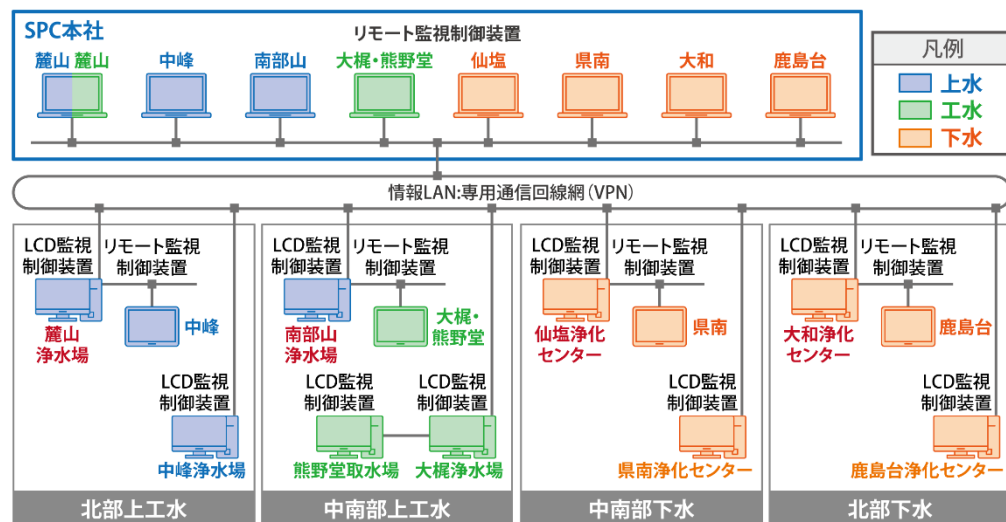 SPC本社
リモート監視制御装置
麓山 麓山
中峰
南部山
大梶・熊野堂
仙塩
県南
大和
鹿島台
凡例
上水
工水
下水
情報LAN:専用通信回線網(VPN)
LCD監視
制御装置
リモート監視
制御装置
麓山
浄水場
中峰
LCD監視
制御装置
中峰浄水場
北部上工水
LCD監視
制御装置
リモート監視
制御装置
南部山
浄水場
大梶・
熊野堂
LCD監視
制御装置
LCD監視
制御装置
熊野堂取水場
大梶浄水場
中南部上工水
LCD監視
制御装置
リモート監視
制御装置
仙塩浄化
センター
県南
LCD監視
制御装置
県南浄化センター
中南部下水
LCD監視
制御装置
リモート監視
制御装置
大和浄化
センター
鹿島台
LCD監視
制御装置
鹿島台浄化センター
北部下水